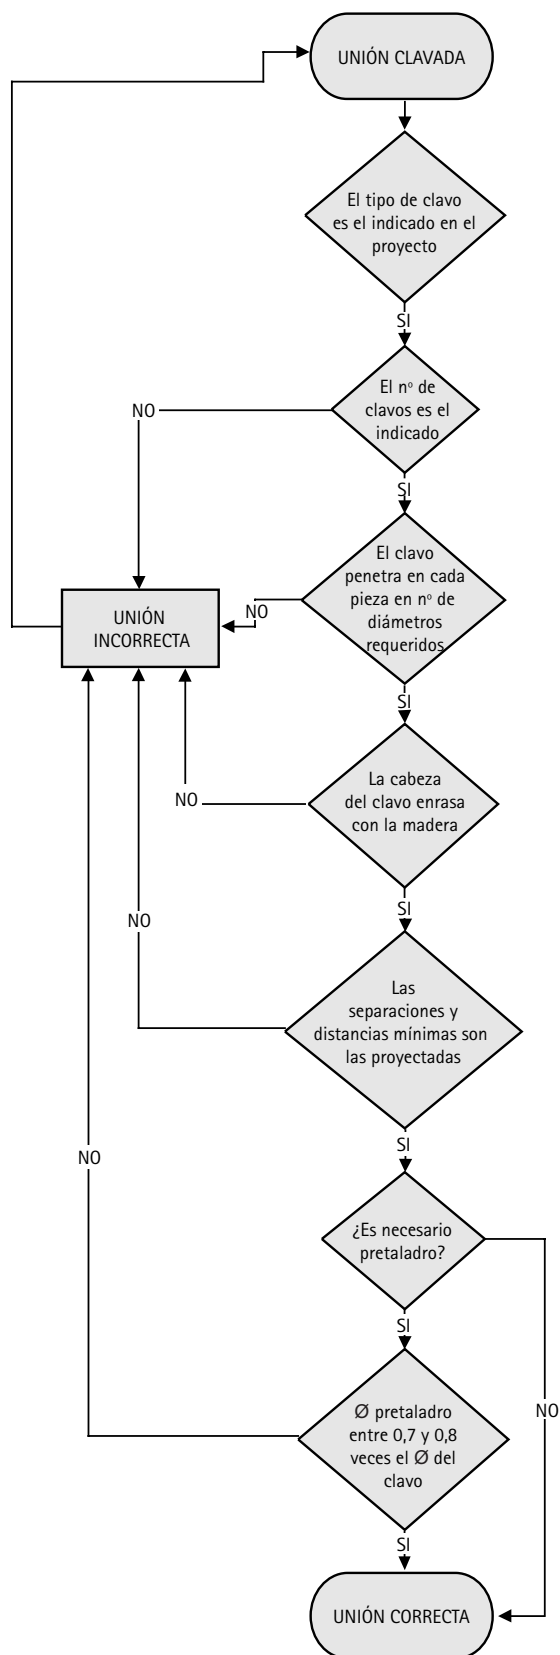 UNIÓN CLAVADA
El tipo de clavo
es el indicado en el
proyecto
SI
El nº de
clavos es el
indicado
NO
SI
El clavo
penetra en cada
pieza en nº de
diámetros
requeridos
NO
UNIÓN
INCORRECTA
SI
La cabeza
del clavo enrasa
con la madera
NO
SI
Las
separaciones y
distancias mínimas son
las proyectadas
NO
SI
¿Es necesario
pretaladro?
NO
SI
Ø pretaladro
entre 0,7 y 0,8
veces el Ø del
clavo
NO
SI
UNIÓN CORRECTA